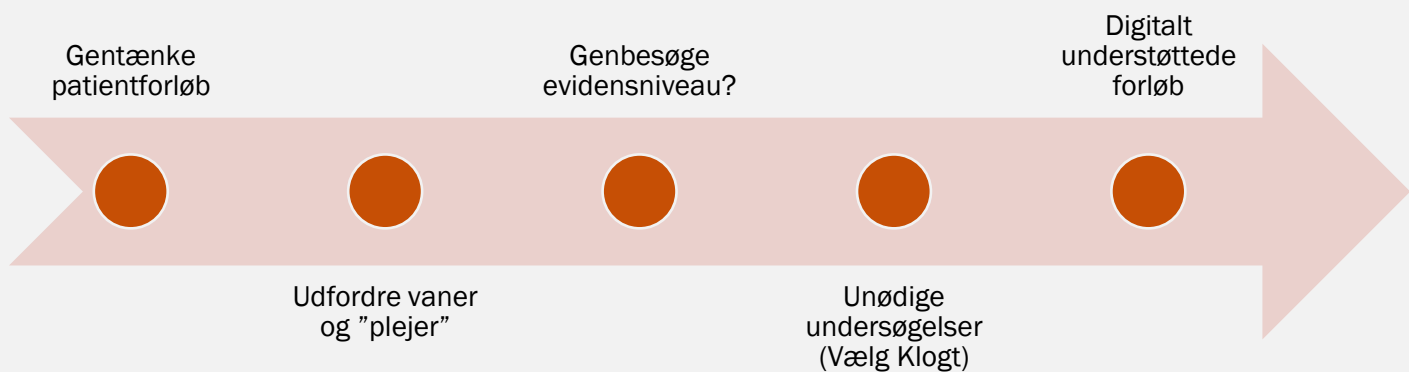 Gentænke
patientforløb
Udfordre vaner
og ”plejer”
Genbesøge
evidensniveau?
Unødige
undersøgelser
(Vælg Klogt)
Digitalt
understøttede
forløb